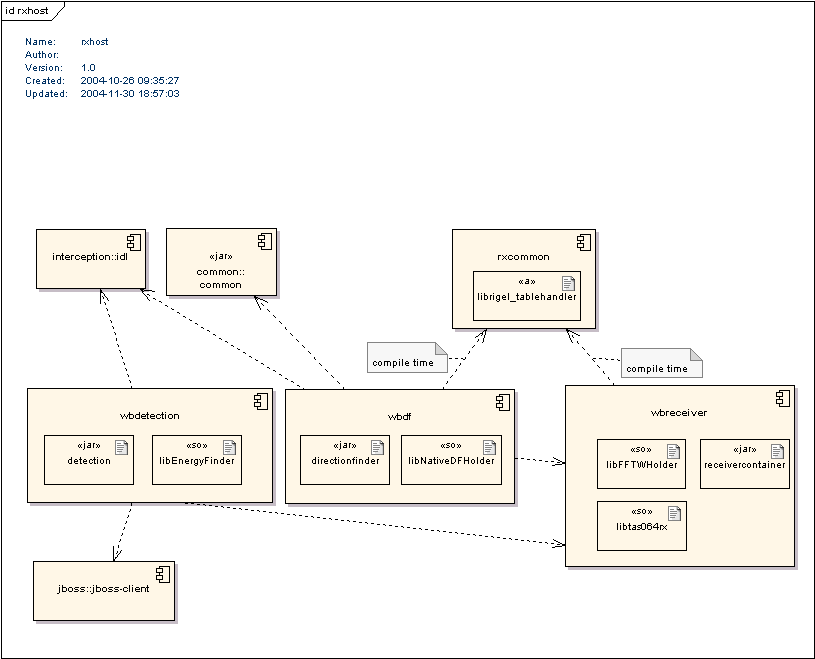 id rxhost
Name: rxhost
Author:
Version: 1.0
Created: 2004-10-26 09:35:27
Updated: 2004-11-30 18:57:03
interception::idl
«jar»
common::
common
rxcommon
«a»
librigel_tablehandler
compile time
compile time
wbdetection
«jar»
detection
«so»
libEnergyFinder
wbdf
«jar»
directionfinder
«so»
libNativeDFHolder
wbreceiver
«so»
libFFTWHolder
«jar»
receivercontainer
«so»
libtas064rx
jboss::jboss-client